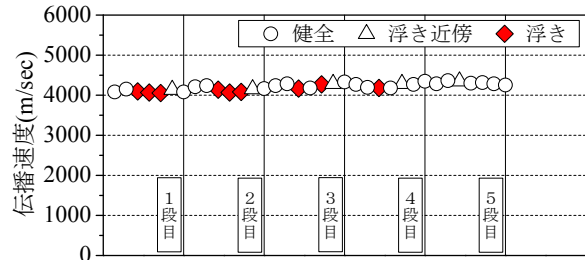 ○ 健全 △ 浮き近傍 ◆ 浮き
伝播速度(m/sec)
6000
5000
4000
3000
2000
1000
0
1段目
2段目
3段目
4段目
5段目